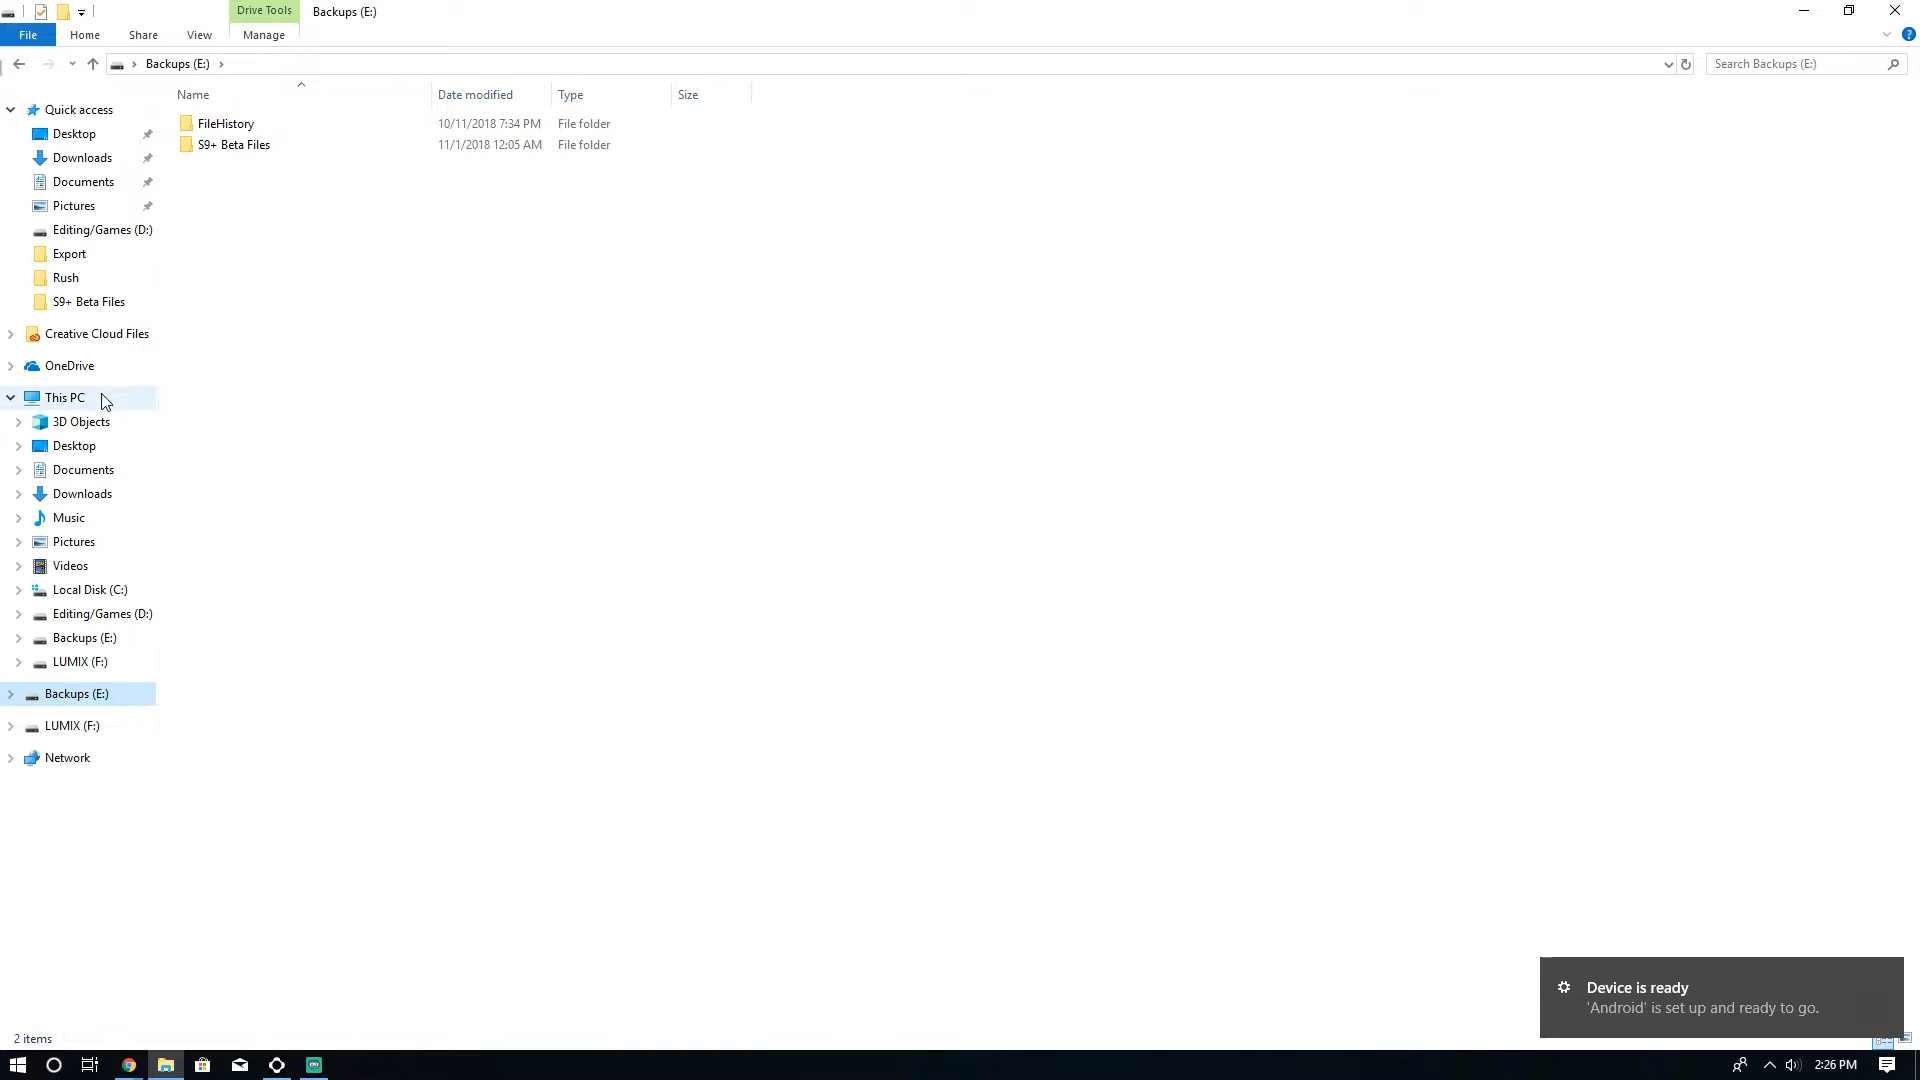 Drive Tools
Backups (E:)
File
Home
Share
View
Manage
Backups (E:)
Search Backups (E:)
Name
Date modified
Type
Size
FileHistory
10/11/2018 7:34 PM
File folder
S9+ Beta Files
11/1/2018 12:05 AM
File folder
Quick access
Desktop
Downloads
Documents
Pictures
Editing/Games (D:)
Export
Rush
S9+ Beta Files
Creative Cloud Files
OneDrive
This PC
3D Objects
Desktop
Documents
Downloads
Music
Pictures
Videos
Local Disk (C:)
Editing/Games (D:)
Backups (E:)
LUMIX (F:)
Backups (E:)
LUMIX (F:)
Network
Device is ready
'Android' is set up and ready to go.
2 items
2:26 PM